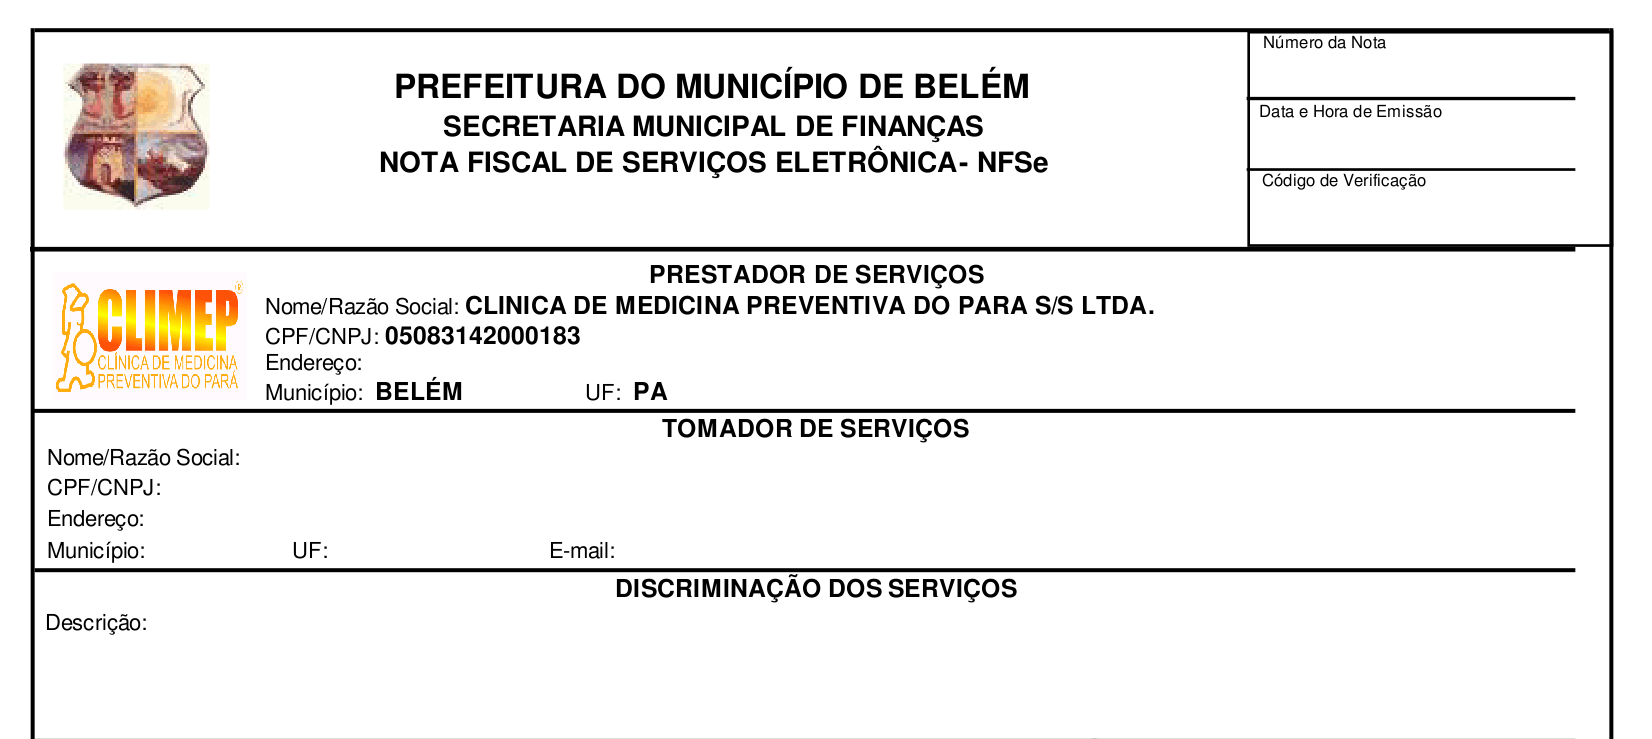 Número da Nota
PREFEITURA DO MUNICÍPIO DE BELÉM
Data e Hora de Emissão
SECRETARIA MUNICIPAL DE FINANÇAS
NOTA FISCAL DE SERVIÇOS ELETRÔNICA- NFSe
Código de Verificação
PRESTADOR DE SERVIÇOS
CLIMEP®
CLÍNICA DE MEDICINA
PREVENTIVA DO PARÁ
Nome/Razão Social: CLINICA DE MEDICINA PREVENTIVA DO PARA S/S LTDA.
CPF/CNPJ: 05083142000183
Endereço:
Município: BELÉM UF: PA
TOMADOR DE SERVIÇOS
Nome/Razão Social:
CPF/CNPJ:
Endereço:
Município: UF: E-mail:
DISCRIMINAÇÃO DOS SERVIÇOS
Descrição: